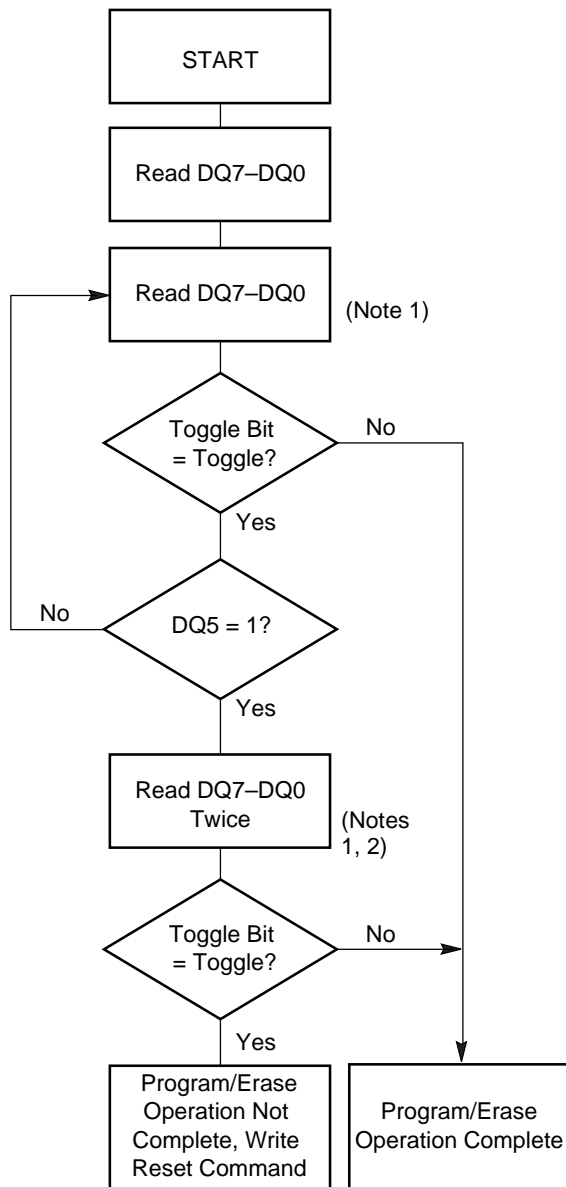 START
Read DQ7–DQ0
Read DQ7–DQ0
(Note 1)
Toggle Bit
= Toggle?
No
Yes
No
DQ5 = 1?
Yes
Read DQ7–DQ0
Twice
(Notes
1, 2)
Toggle Bit
= Toggle?
No
Yes
Program/Erase
Operation Not
Complete, Write
Reset Command
Program/Erase
Operation Complete